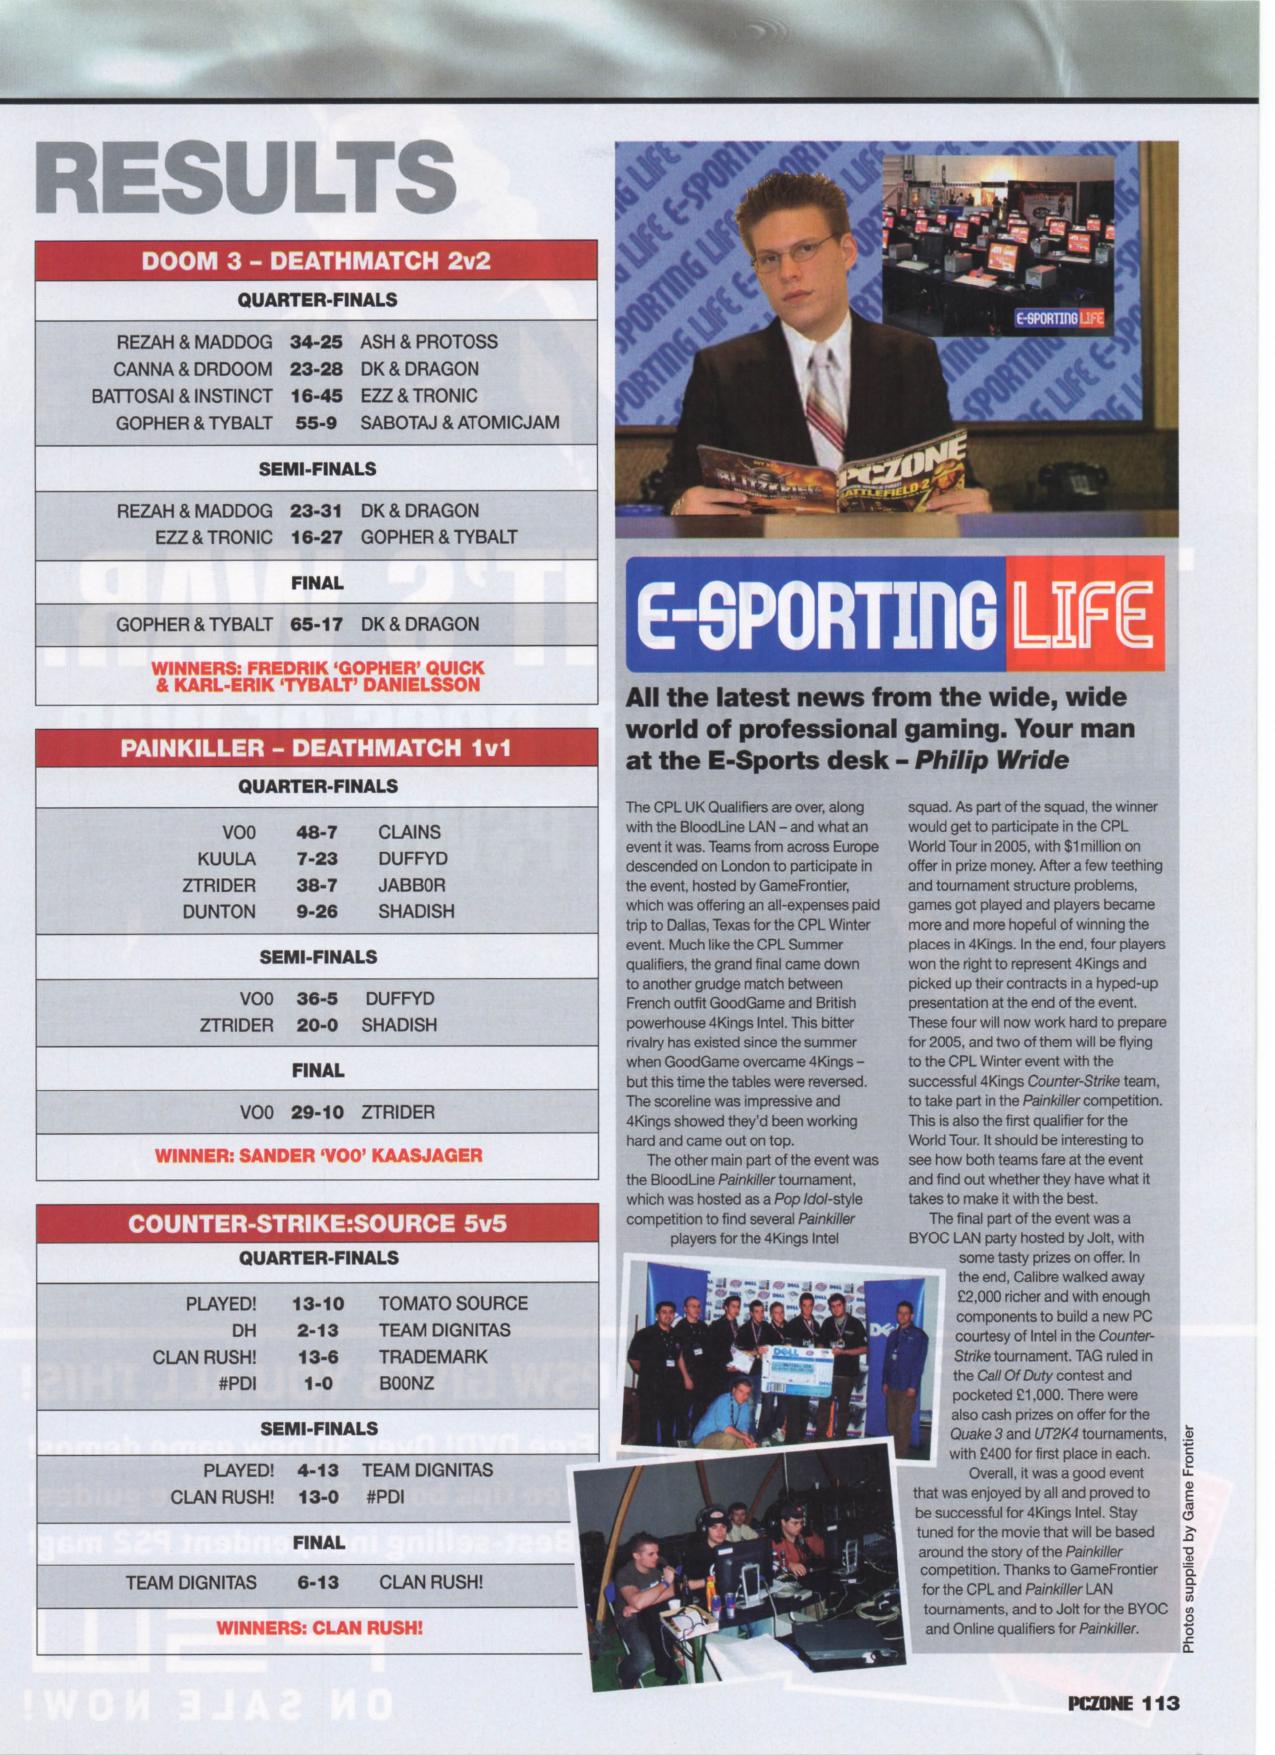 RESULTS
DOOM 3 – DEATHMATCH 2v2
QUARTER-FINALS
REZAH & MADDOG 34-25 ASH & PROTOSS
CANNA & DRDOOM 23-28 DK & DRAGON
BATTOSAI & INSTINCT 16-45 EZZ & TRONIC
GOPHER & TYBALT 55-9 SABOTAJ & ATOMICJAM
SEMI-FINALS
REZAH & MADDOG 23-31 DK & DRAGON
EZZ & TRONIC 16-27 GOPHER & TYBALT
FINAL
GOPHER & TYBALT 65-17 DK & DRAGON
WINNERS: FREDRIK ‘GOPHER’ QUICK
& KARL-ERIK ‘TYBALT’ DANIELSSON
PAINKILLER – DEATHMATCH 1v1
QUARTER-FINALS
VO0 48-7 CLAINS
KUULA 7-23 DUFFYD
ZTRIDER 38-7 JABB0R
DUNTON 9-26 SHADISH
SEMI-FINALS
VO0 36-5 DUFFYD
ZTRIDER 20-0 SHADISH
FINAL
VO0 29-10 ZTRIDER
WINNER: SANDER ‘VO0’ KAASJAGER
COUNTER-STRIKE:SOURCE 5v5
QUARTER-FINALS
PLAYED! 13-10 TOMATO SOURCE
DH 2-13 TEAM DIGNITAS
CLAN RUSH! 13-6 TRADEMARK
#PDI 1-0 B00NZ
SEMI-FINALS
PLAYED! 4-13 TEAM DIGNITAS
CLAN RUSH! 13-0 #PDI
FINAL
TEAM DIGNITAS 6-13 CLAN RUSH!
WINNERS: CLAN RUSH!
E-SPORTING LIFE
BLITZKRIEG
PCZONE
BATTLEFIELD 2
E-SPORTING LIFE
All the latest news from the wide, wide
world of professional gaming. Your man
at the E-Sports desk – Philip Wride
The CPL UK Qualifiers are over, along
with the BloodLine LAN – and what an
event it was. Teams from across Europe
descended on London to participate in
the event, hosted by GameFrontier,
which was offering an all-expenses paid
trip to Dallas, Texas for the CPL Winter
event. Much like the CPL Summer
qualifiers, the grand final came down
to another grudge match between
French outfit GoodGame and British
powerhouse 4Kings Intel. This bitter
rivalry has existed since the summer
when GoodGame overcame 4Kings –
but this time the tables were reversed.
The scoreline was impressive and
4Kings showed they’d been working
hard and came out on top.
The other main part of the event was
the BloodLine Painkiller tournament,
which was hosted as a Pop Idol-style
competition to find several Painkiller
players for the 4Kings Intel
squad. As part of the squad, the winner
would get to participate in the CPL
World Tour in 2005, with $1million on
offer in prize money. After a few teething
and tournament structure problems,
games got played and players became
more and more hopeful of winning the
places in 4Kings. In the end, four players
won the right to represent 4Kings and
picked up their contracts in a hyped-up
presentation at the end of the event.
These four will now work hard to prepare
for 2005, and two of them will be flying
to the CPL Winter event with the
successful 4Kings Counter-Strike team,
to take part in the Painkiller competition.
This is also the first qualifier for the
World Tour. It should be interesting to
see how both teams fare at the event
and find out whether they have what it
takes to make it with the best.
The final part of the event was a
BYOC LAN party hosted by Jolt, with
some tasty prizes on offer. In
the end, Calibre walked away
£2,000 richer and with enough
components to build a new PC
courtesy of Intel in the Counter-
Strike tournament. TAG ruled in
the Call Of Duty contest and
pocketed £1,000. There were
also cash prizes on offer for the
Quake 3 and UT2K4 tournaments,
with £400 for first place in each.
Overall, it was a good event
that was enjoyed by all and proved to
be successful for 4Kings Intel. Stay
tuned for the movie that will be based
around the story of the Painkiller
competition. Thanks to GameFrontier
for the CPL and Painkiller LAN
tournaments, and to Jolt for the BYOC
and Online qualifiers for Painkiller.
DELL
Photos supplied by Game Frontier
PCZONE 113